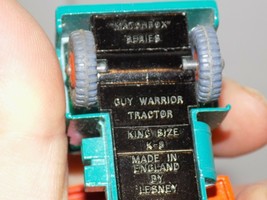 "MATCHBOX"
SERIES
GUY WARRIOR
TRACTOR
KING SIZE
K-8
MADE IN
ENGLAND
BY
LESNEY